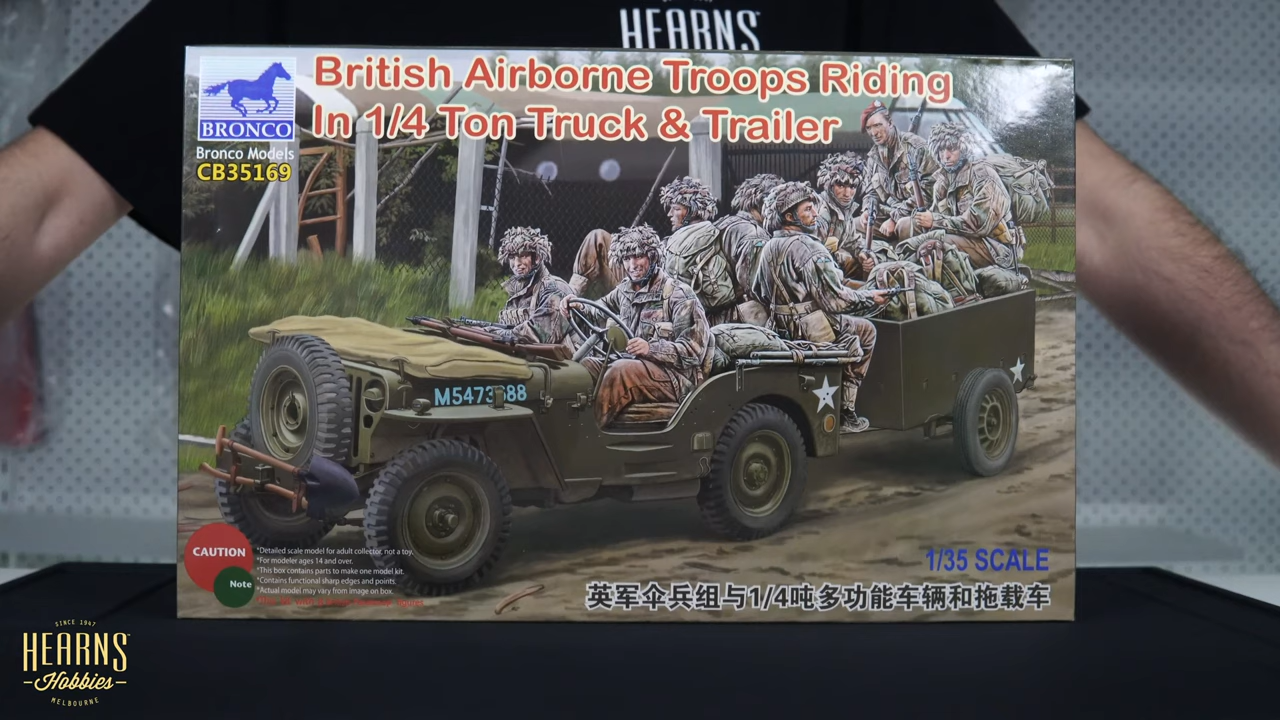 HEARNS
British Airborne Troops Riding
In 1/4 Ton Truck & Trailer
BRONCO
Bronco Models
CB35169
M5473 88
CAUTION
Note
*Detailed scale model for adult collector, not a toy.
*For modeler ages 14 and over.
*This box contains parts to make one model kit.
*Contains functional sharp edges and points.
*Actual model may vary from image on box.
1/35 SCALE
英军伞兵组与1/4吨多功能车辆和拖载车
SINCE 1947
HEARNS
Hobbies
MELBOURNE